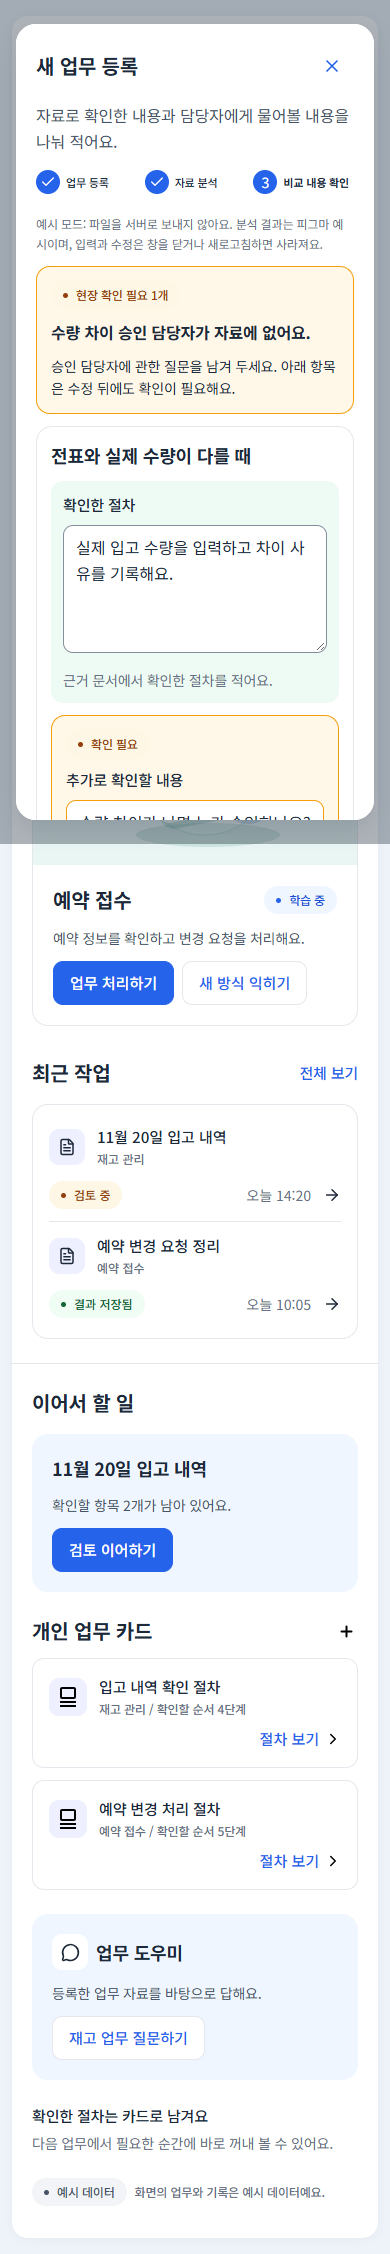 새 업무 등록
자료로 확인한 내용과 담당자에게 물어볼 내용을
나눠 적어요.
업무 등록
자료 분석
3 비교 내용 확인
예시 모드: 파일을 서버로 보내지 않아요. 분석 결과는 피그마 예
시이며, 입력과 수정은 창을 닫거나 새로고침하면 사라져요.
현장 확인 필요 1개
수량 차이 승인 담당자가 자료에 없어요.
승인 담당자에 관한 질문을 남겨 두세요. 아래 항목
은 수정 뒤에도 확인이 필요해요.
전표와 실제 수량이 다를 때
확인한 절차
실제 입고 수량을 입력하고 차이 사
유를 기록해요.
근거 문서에서 확인한 절차를 적어요.
확인 필요
추가로 확인할 내용
예약 접수
학습 중
예약 정보를 확인하고 변경 요청을 처리해요.
업무 처리하기
새 방식 익히기
최근 작업
전체 보기
11월 20일 입고 내역
재고 관리
검토 중
오늘 14:20
예약 변경 요청 정리
예약 접수
결과 저장됨
오늘 10:05
이어서 할 일
11월 20일 입고 내역
확인할 항목 2개가 남아 있어요.
검토 이어하기
개인 업무 카드
입고 내역 확인 절차
재고 관리 / 확인할 순서 4단계
절차 보기
예약 변경 처리 절차
예약 접수 / 확인할 순서 5단계
절차 보기
업무 도우미
등록한 업무 자료를 바탕으로 답해요.
재고 업무 질문하기
확인한 절차는 카드로 남겨요
다음 업무에서 필요한 순간에 바로 꺼내 볼 수 있어요.
예시 데이터
화면의 업무와 기록은 예시 데이터예요.